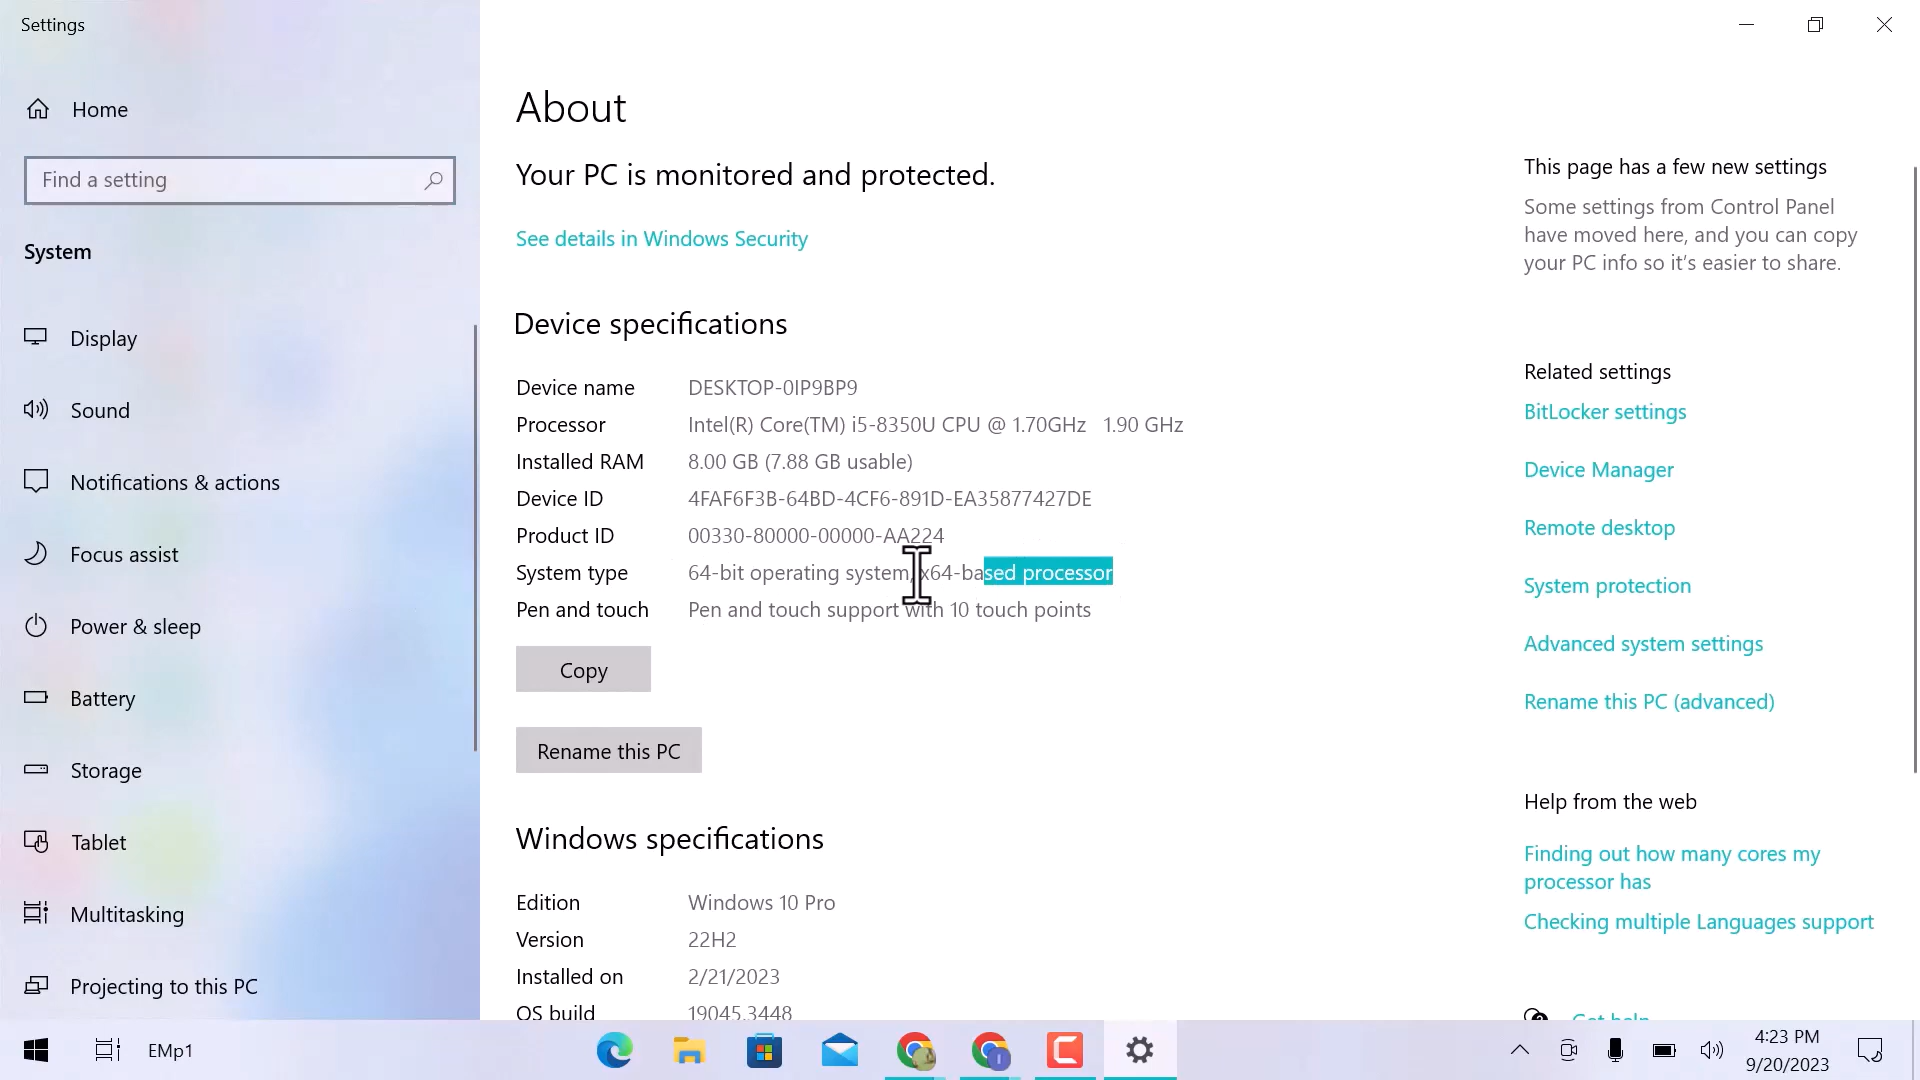 Settings
Home
Find a setting
System
Display
Sound
Notifications & actions
Focus assist
Power & sleep
Battery
Storage
Tablet
Multitasking
Projecting to this PC
About
Your PC is monitored and protected.
See details in Windows Security
Device specifications
Device name DESKTOP-0IP9BP9
Processor Intel(R) Core(TM) i5-8350U CPU @ 1.70GHz 1.90 GHz
Installed RAM 8.00 GB (7.88 GB usable)
Device ID 4FAF6F3B-64BD-4CF6-891D-EA35877427DE
Product ID 00330-80000-00000-AA224
System type 64-bit operating system, x64-based processor
Pen and touch Pen and touch support with 10 touch points
Copy
Rename this PC
Windows specifications
Edition Windows 10 Pro
Version 22H2
Installed on 2/21/2023
OS build 19045.3448
This page has a few new settings
Some settings from Control Panel
have moved here, and you can copy
your PC info so it’s easier to share.
Related settings
BitLocker settings
Device Manager
Remote desktop
System protection
Advanced system settings
Rename this PC (advanced)
Help from the web
Finding out how many cores my
processor has
Checking multiple Languages support
Get help
EMp1
4:23 PM
9/20/2023